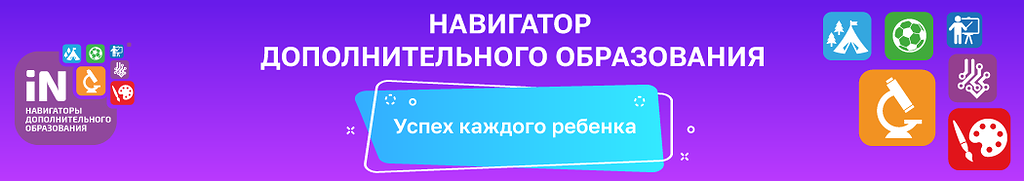 НАВИГАТОР
ДОПОЛНИТЕЛЬНОГО ОБРАЗОВАНИЯ
iN
НАВИГАТОРЫ
ДОПОЛНИТЕЛЬНОГО
ОБРАЗОВАНИЯ
Успех каждого ребенка